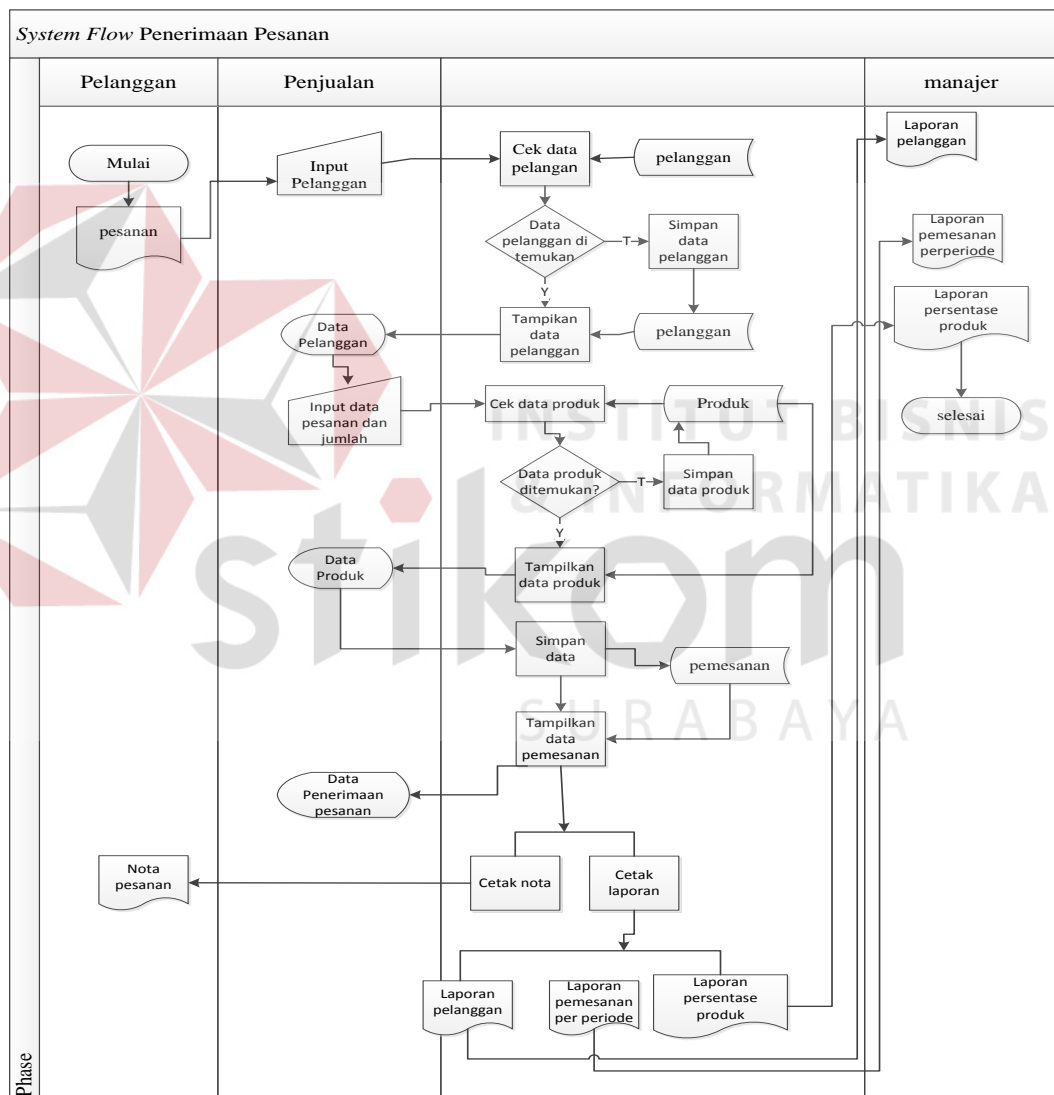 System Flow Penerimaan Pesanan
Pelanggan
Penjualan
manajer
Mulai
pesanan
Input
Pelanggan
Cek data
pelangan
pelanggan
Laporan
pelanggan
Data
pelanggan di
temukan
T
Simpan
data
pelanggan
Laporan
pemesanan
perperiode
Y
Data
Pelanggan
Tampikan
data
pelanggan
pelanggan
Laporan
persentase
produk
Input data
pesanan dan
jumlah
Cek data produk
Produk
selesai
INSTITUT BISNIS
& INFORMATIKA
Data produk
ditemukan?
T
Simpan
data produk
Y
Data
Produk
Tampilkan
data produk
stikom
SURABAYA
Simpan
data
pemesanan
Tampilkan
data
pemesanan
Data
Penerimaan
pesanan
Nota
pesanan
Cetak nota
Cetak
laporan
Laporan
pelanggan
Laporan
pemesanan
per periode
Laporan
persentase
produk
Phase